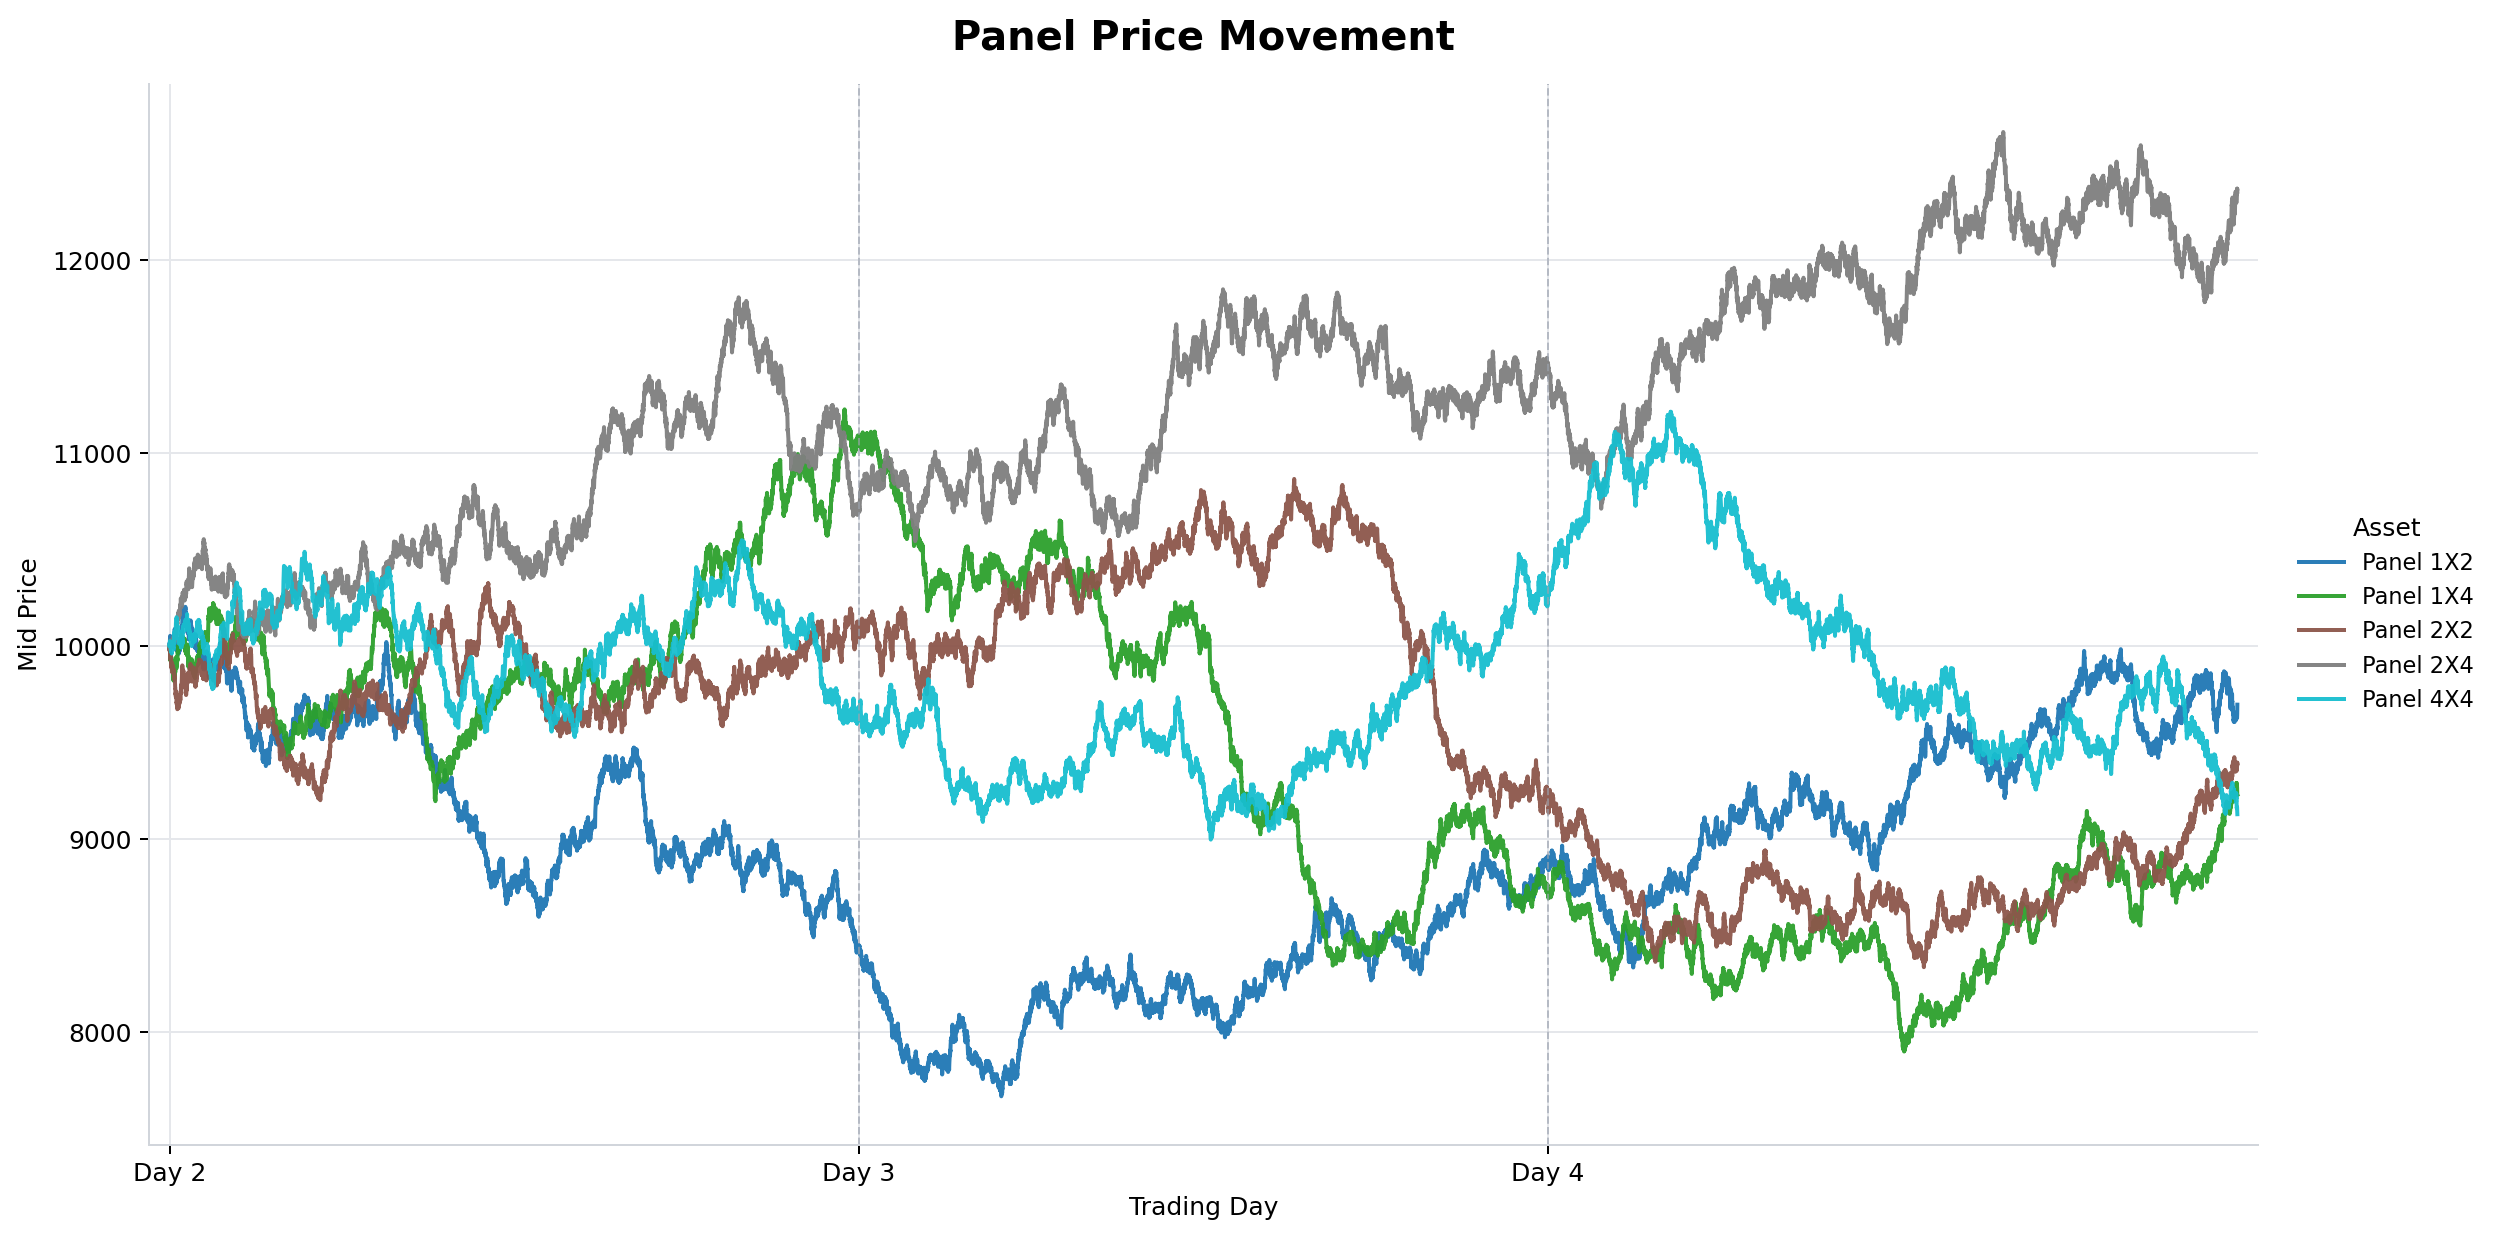 Panel Price Movement
12000
11000
10000
9000
8000
Mid Price
Day 2
Day 3
Day 4
Trading Day
Asset
Panel 1X2
Panel 1X4
Panel 2X2
Panel 2X4
Panel 4X4